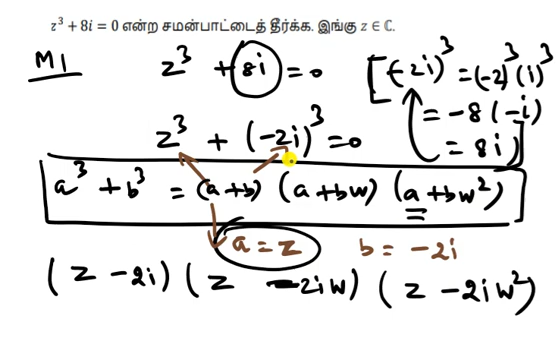 z³ + 8i = 0 என்ற சமன்பாட்டைத் தீர்க்க. இங்கு z ∈ ℂ.
M1 z³ + 8i = 0 [(-2i)³ = (-2)³ (i)³
= -8 (-i)
z³ + (-2i)³ = 0 = 8i ]
a³ + b³ = (a+b) (a+bw) (a+bw²)
a = z b = -2i
(z -2i) (z -2iw) (z -2iw²)